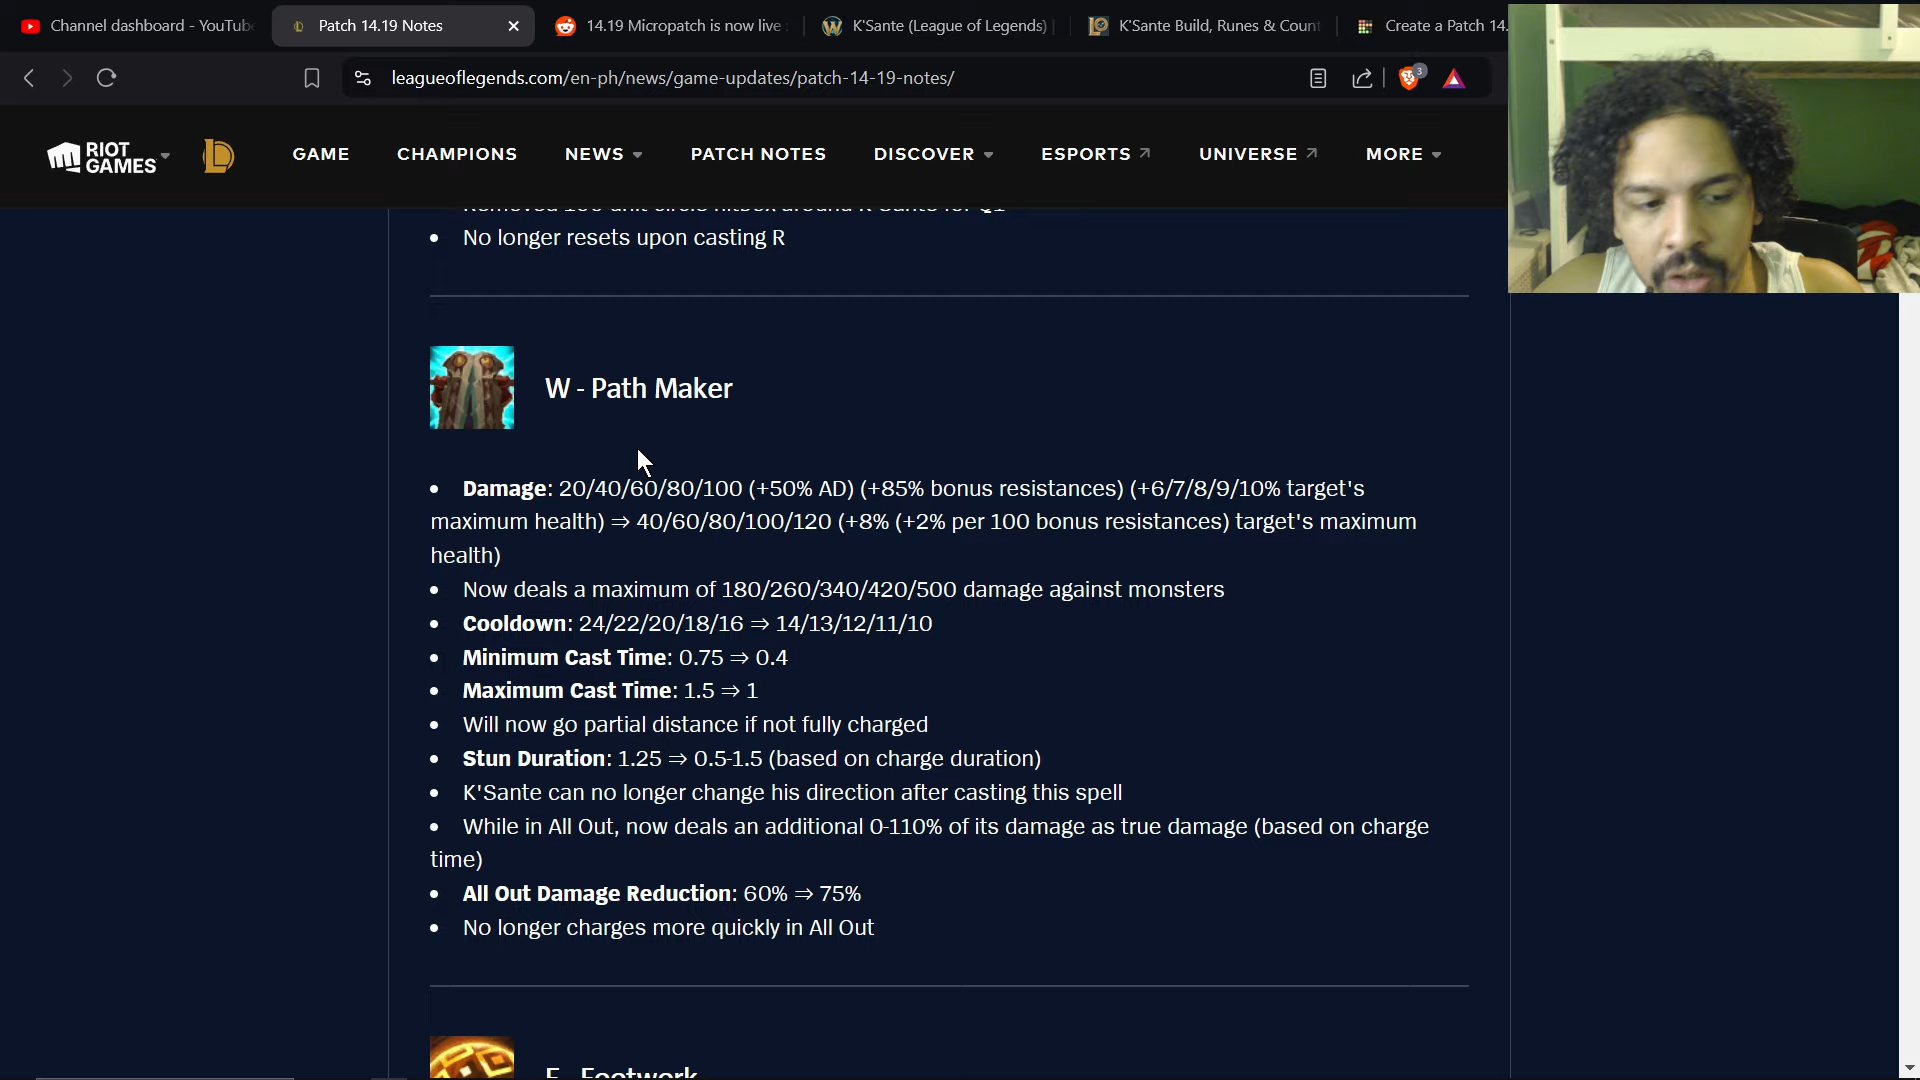 Channel dashboard - YouTub
Patch 14.19 Notes
14.19 Micropatch is now live
K'Sante (League of Legends)
K'Sante Build, Runes & Coun
Create a Patch 14.
leagueoflegends.com/en-ph/news/game-updates/patch-14-19-notes/
3
RIOT GAMES
GAME
CHAMPIONS
NEWS
PATCH NOTES
DISCOVER
ESPORTS
UNIVERSE
MORE
• No longer resets upon casting R
W - Path Maker
• Damage: 20/40/60/80/100 (+50% AD) (+85% bonus resistances) (+6/7/8/9/10% target's
maximum health) ⇒ 40/60/80/100/120 (+8% (+2% per 100 bonus resistances) target's maximum
health)
• Now deals a maximum of 180/260/340/420/500 damage against monsters
• Cooldown: 24/22/20/18/16 ⇒ 14/13/12/11/10
• Minimum Cast Time: 0.75 ⇒ 0.4
• Maximum Cast Time: 1.5 ⇒ 1
• Will now go partial distance if not fully charged
• Stun Duration: 1.25 ⇒ 0.5-1.5 (based on charge duration)
• K'Sante can no longer change his direction after casting this spell
• While in All Out, now deals an additional 0-110% of its damage as true damage (based on charge
time)
• All Out Damage Reduction: 60% ⇒ 75%
• No longer charges more quickly in All Out
E - Footwork